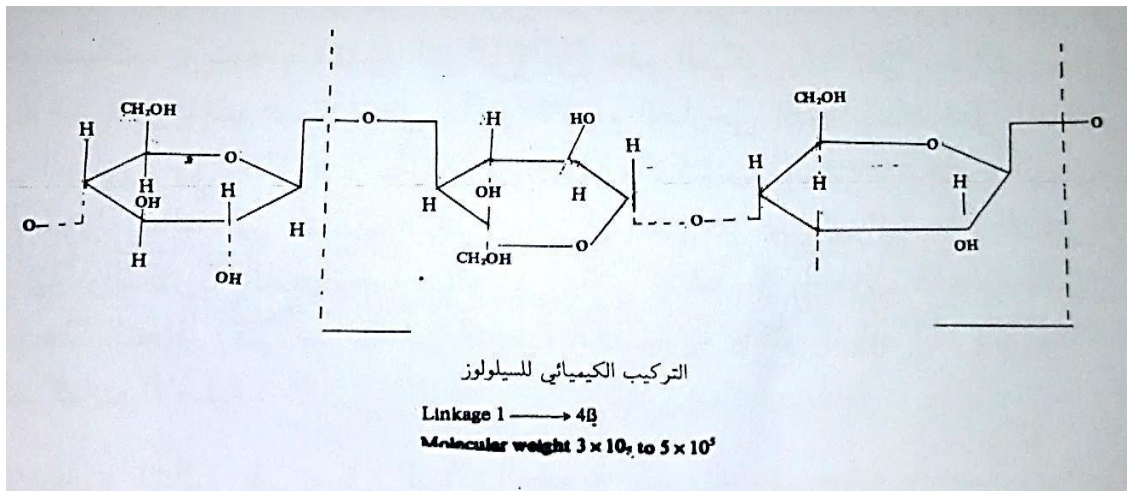 CH₂OH
H
O
H
OH
H
H
O
H
OH
O
H
HO
H
OH
H
H
CH₂OH
O
H
O
CH₂OH
H
O
H
H
OH
O
التركيب الكيميائي للسيلولوز
Linkage 1 ⟶ 4β
Molecular weight 3 × 10₅ to 5 × 10⁵